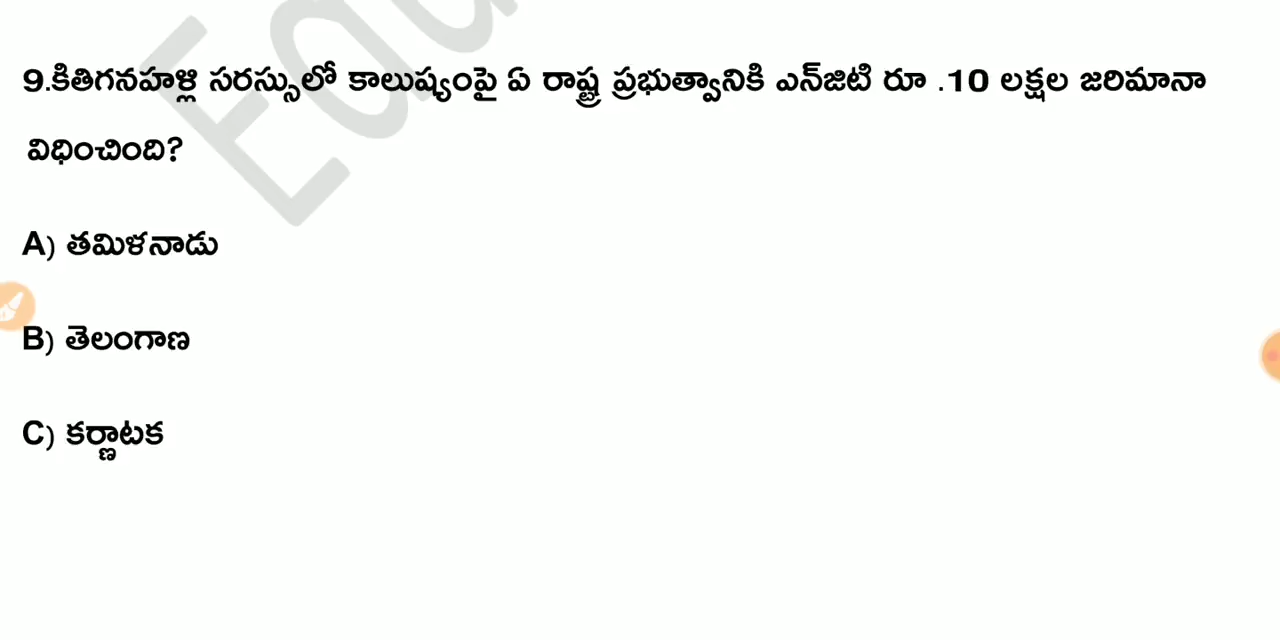 9.కితిగనహళ్లి సరస్సులో కాలుష్యంపై ఏ రాష్ట్ర ప్రభుత్వానికి ఎన్‌జిటి రూ .10 లక్షల జరిమానా
విధించింది?
A) తమిళనాడు
B) తెలంగాణ
C) కర్ణాటక